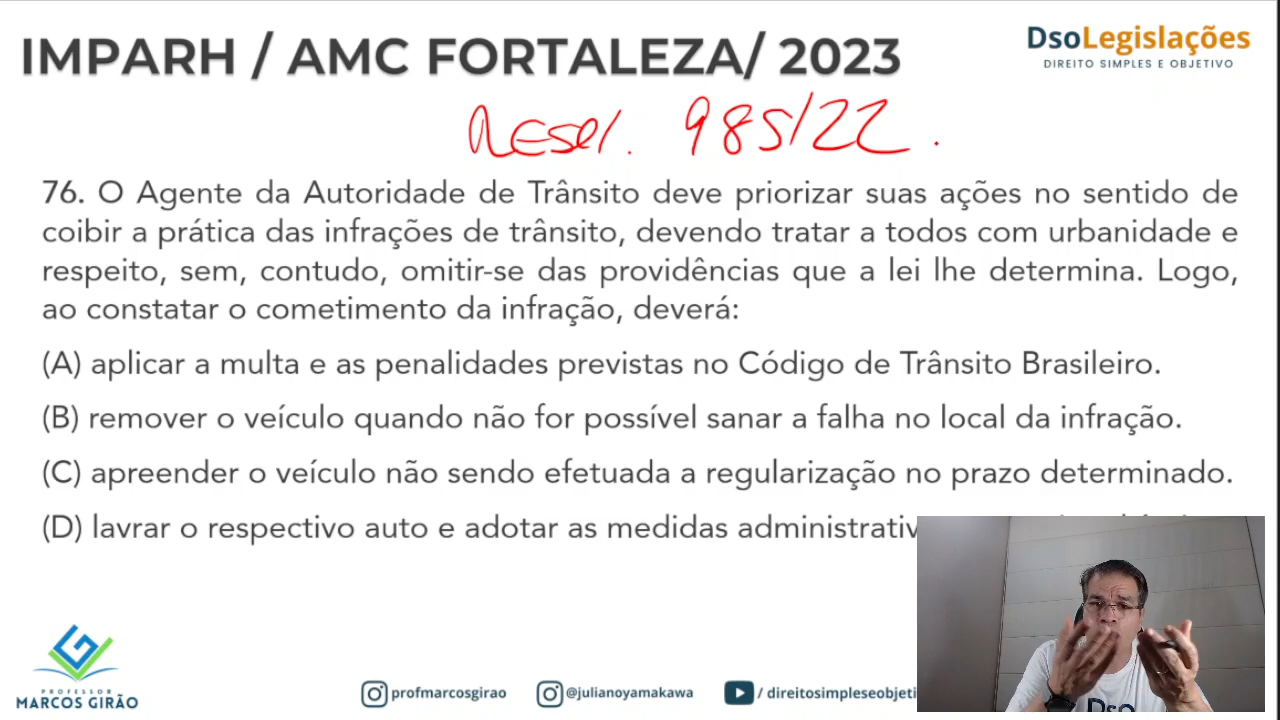 IMPARH / AMC FORTALEZA/ 2023
DsoLegislações
DIREITO SIMPLES E OBJETIVO
Resol. 985/22.
76. O Agente da Autoridade de Trânsito deve priorizar suas ações no sentido de
coibir a prática das infrações de trânsito, devendo tratar a todos com urbanidade e
respeito, sem, contudo, omitir-se das providências que a lei lhe determina. Logo,
ao constatar o cometimento da infração, deverá:
(A) aplicar a multa e as penalidades previstas no Código de Trânsito Brasileiro.
(B) remover o veículo quando não for possível sanar a falha no local da infração.
(C) apreender o veículo não sendo efetuada a regularização no prazo determinado.
(D) lavrar o respectivo auto e adotar as medidas administrativ
PROFESSOR
MARCOS GIRÃO
profmarcosgirao
@julianoyamakawa
/ direitosimpleseobjeti
Dso